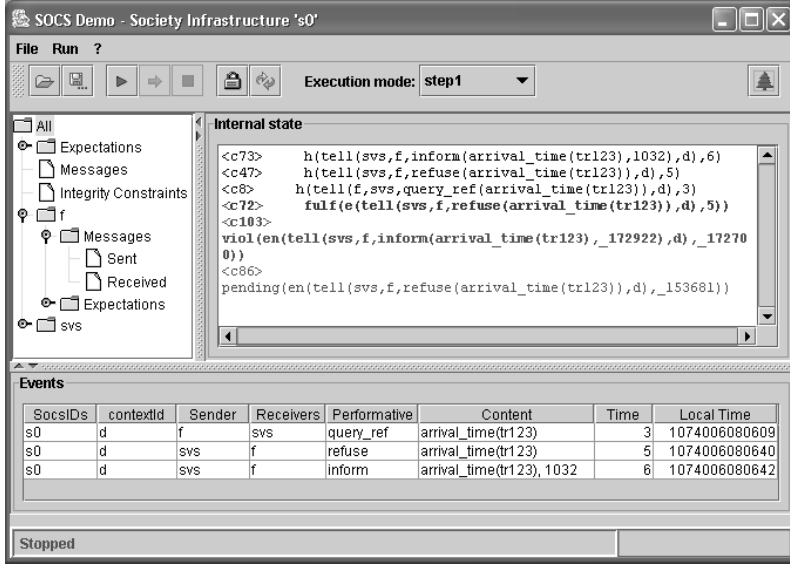 SOCS Demo - Society Infrastructure 's0'
File Run ?
Execution mode: step1
All
Expectations
Messages
Integrity Constraints
f
Messages
Sent
Received
Expectations
svs
Internal state
<c73> h(tell(svs,f,inform(arrival_time(tr123),1032),d),6)
<c47> h(tell(svs,f,refuse(arrival_time(tr123)),d),5)
<c8> h(tell(f,svs,query_ref(arrival_time(tr123)),d),3)
<c72> fulf(e(tell(svs,f,refuse(arrival_time(tr123)),d),5))
<c103>
viol(en(tell(svs,f,inform(arrival_time(tr123),_172922),d),_17270
0))
<c86>
pending(en(tell(svs,f,refuse(arrival_time(tr123)),d),_153681))
Events
SocsIDs contextId Sender Receivers Performative Content Time Local Time
s0 d f svs query_ref arrival_time(tr123) 3 1074006080609
s0 d svs f refuse arrival_time(tr123) 5 1074006080640
s0 d svs f inform arrival_time(tr123), 1032 6 1074006080642
Stopped